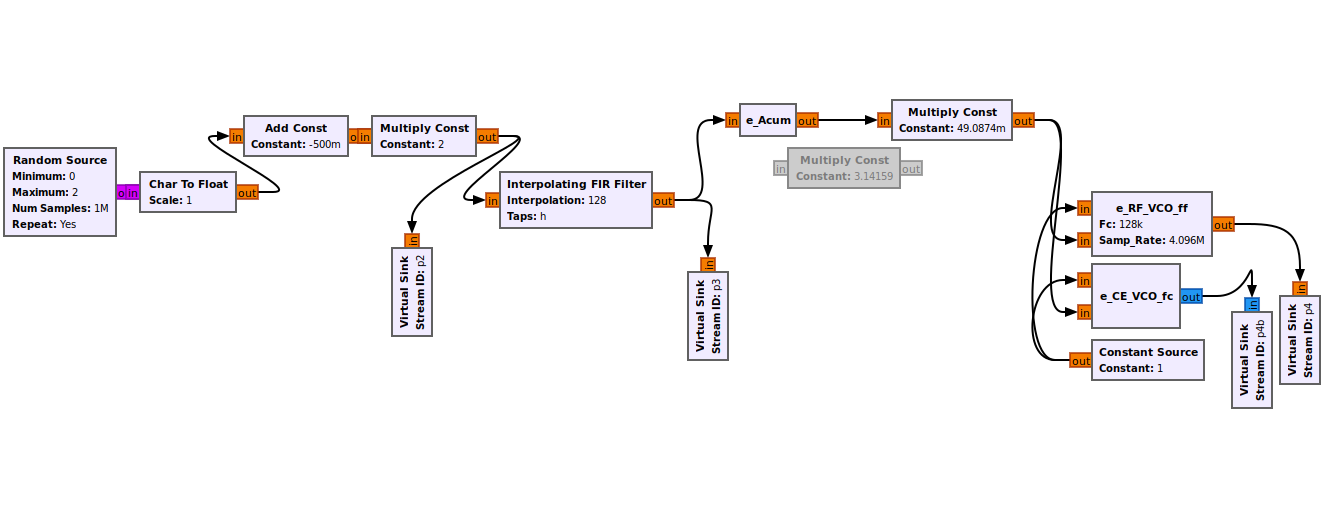 Random Source
Minimum: 0
Maximum: 2
Num Samples: 1M
Repeat: Yes
o
in
Char To Float
Scale: 1
out
in
Add Const
Constant: -500m
o
in
Multiply Const
Constant: 2
out
in
Virtual Sink
Stream ID: p2
in
Interpolating FIR Filter
Interpolation: 128
Taps: h
out
in
Virtual Sink
Stream ID: p3
in
e_Acum
out
in
Multiply Const
Constant: 3.14159
out
in
Multiply Const
Constant: 49.0874m
out
in
in
e_RF_VCO_ff
Fc: 128k
Samp_Rate: 4.096M
out
in
in
e_CE_VCO_fc
out
out
Constant Source
Constant: 1
in
Virtual Sink
Stream ID: p4b
in
Virtual Sink
Stream ID: p4